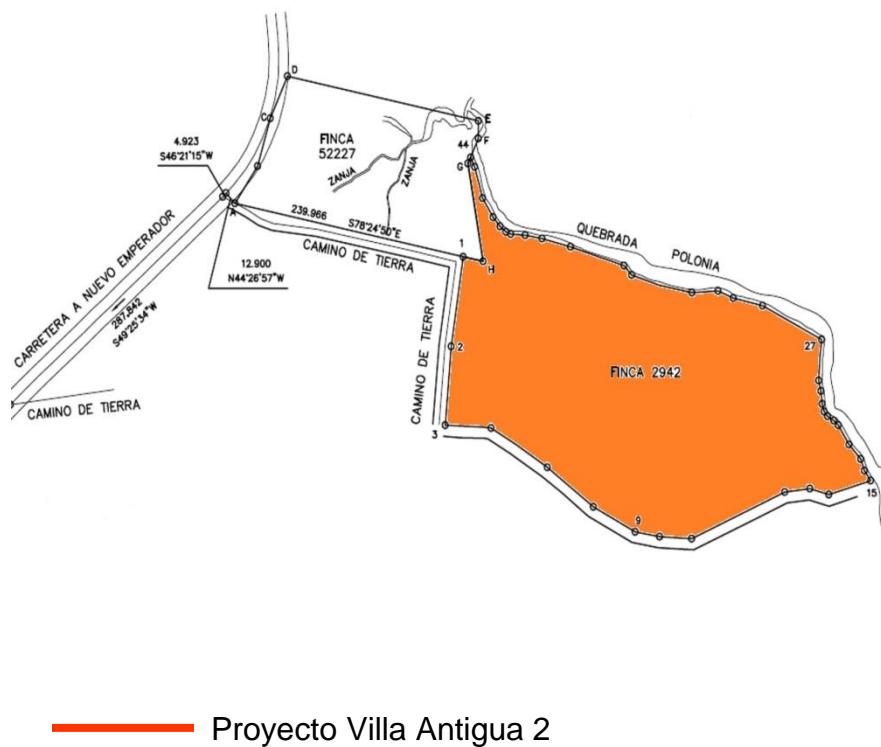 D
C
E
4.923
S46°21'15"W
FINCA
52227
44
F
G
ZANJA
ZANJA
A
239.966
S78°24'50"E
QUEBRADA
POLONIA
CARRETERA A NUEVO EMPERADOR
CAMINO DE TIERRA
1
H
12.900
N44°26'57"W
287.842
S49°25'34"W
CAMINO DE TIERRA
2
27
FINCA 2942
CAMINO DE TIERRA
3
15
9
Proyecto Villa Antigua 2